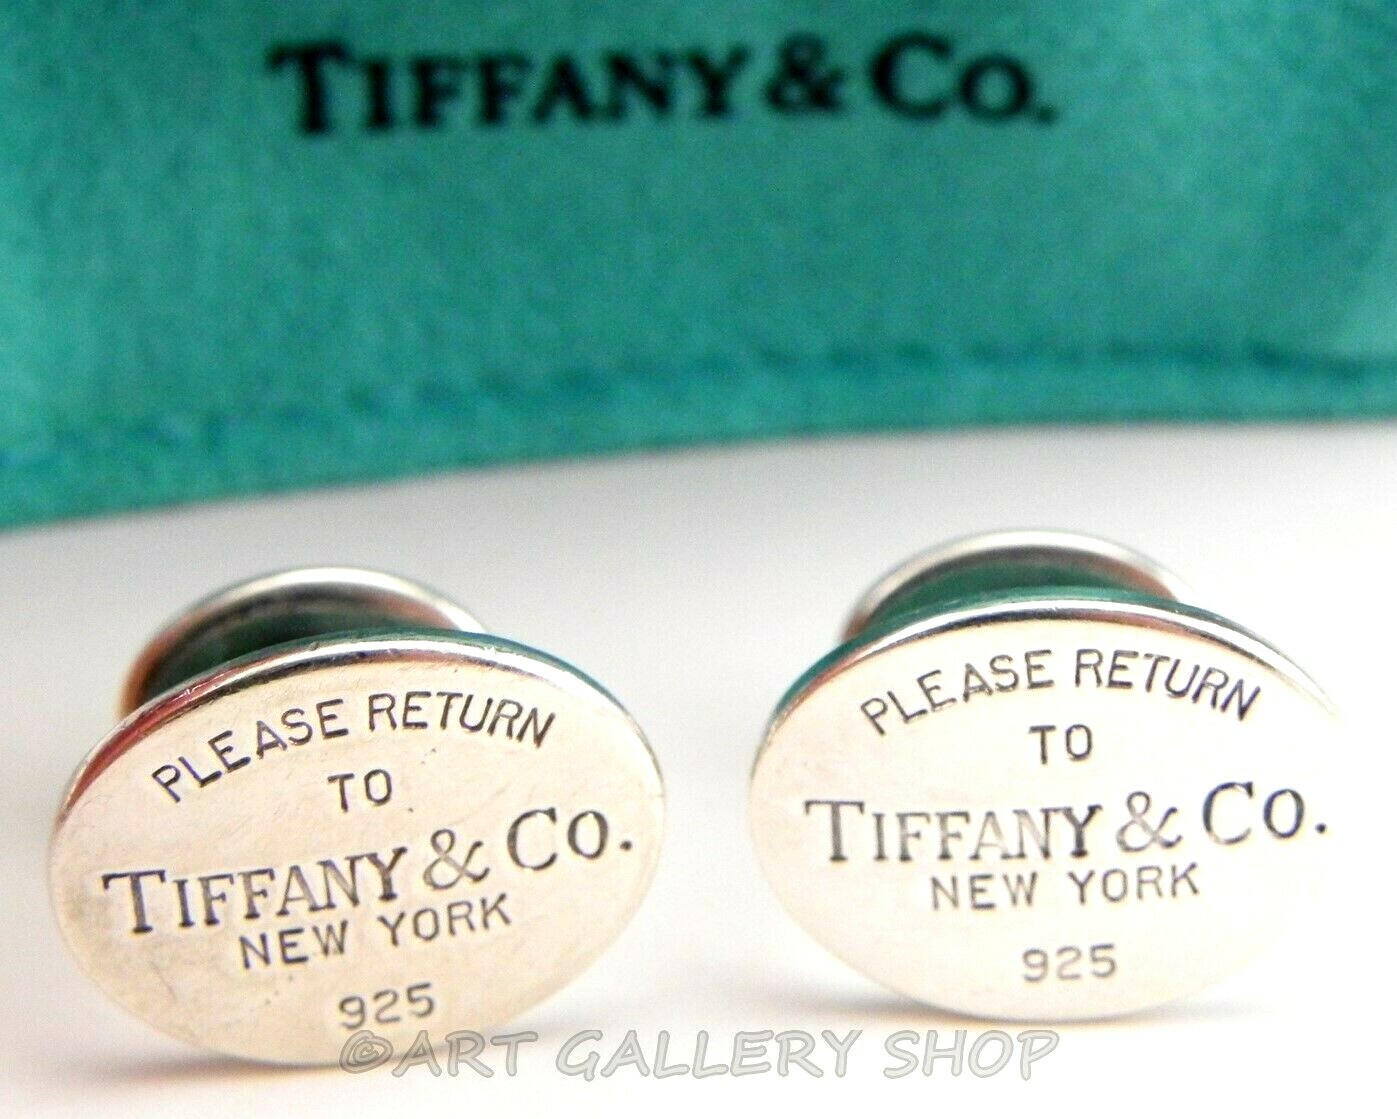 TIFFANY & CO.
PLEASE RETURN
TO
TIFFANY & CO.
NEW YORK
925
PLEASE RETURN
TO
TIFFANY & CO.
NEW YORK
925
©ART GALLERY SHOP